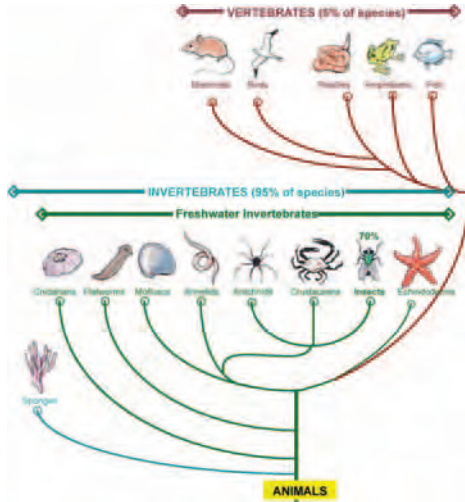 VERTEBRATES (5% of species)
Mammals Birds Reptiles Amphibians Fish
INVERTEBRATES (95% of species)
Freshwater Invertebrates
70%
Cnidarians Flatworms Molluscs Annelids Arachnids Crustaceans Insects Echinoderms
Sponges
ANIMALS